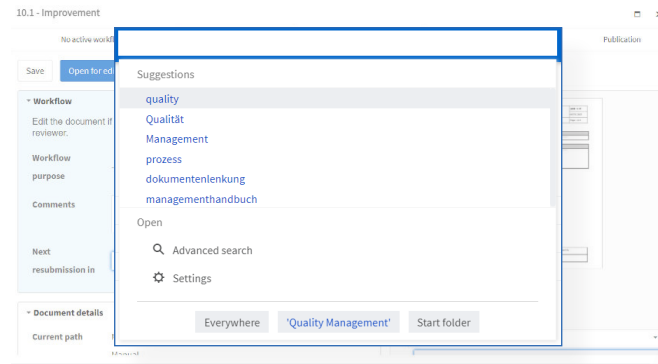 10.1 - Improvement
No active workfl
Publication
Save
Open for edi
Suggestions
quality
Qualität
Management
prozess
dokumentenlenkung
managementhandbuch
Workflow
Edit the document if
reviewer.
Workflow
purpose
Comments
Next
resubmission in
Open
Advanced search
Settings
Everywhere
'Quality Management'
Start folder
Document details
Current path